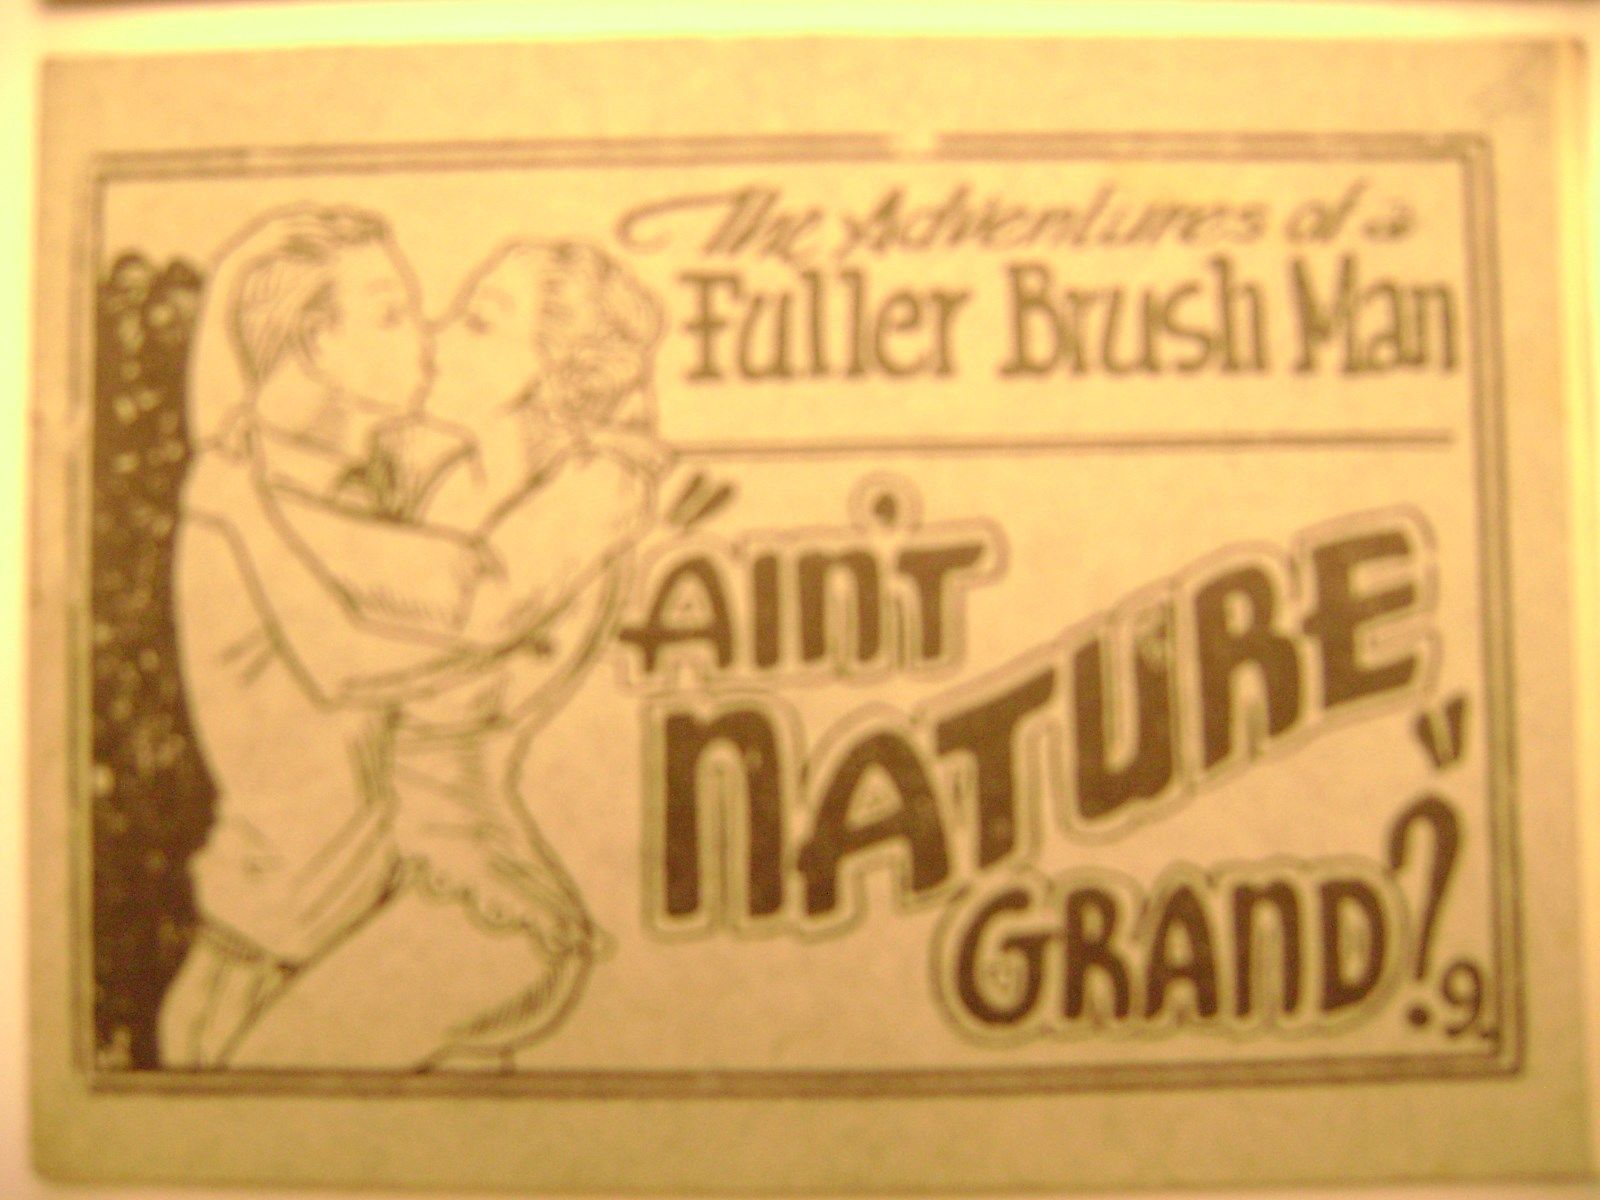 The Adventures of a
Fuller Brush Man
"AIN'T
NATURE"
GRAND?
9